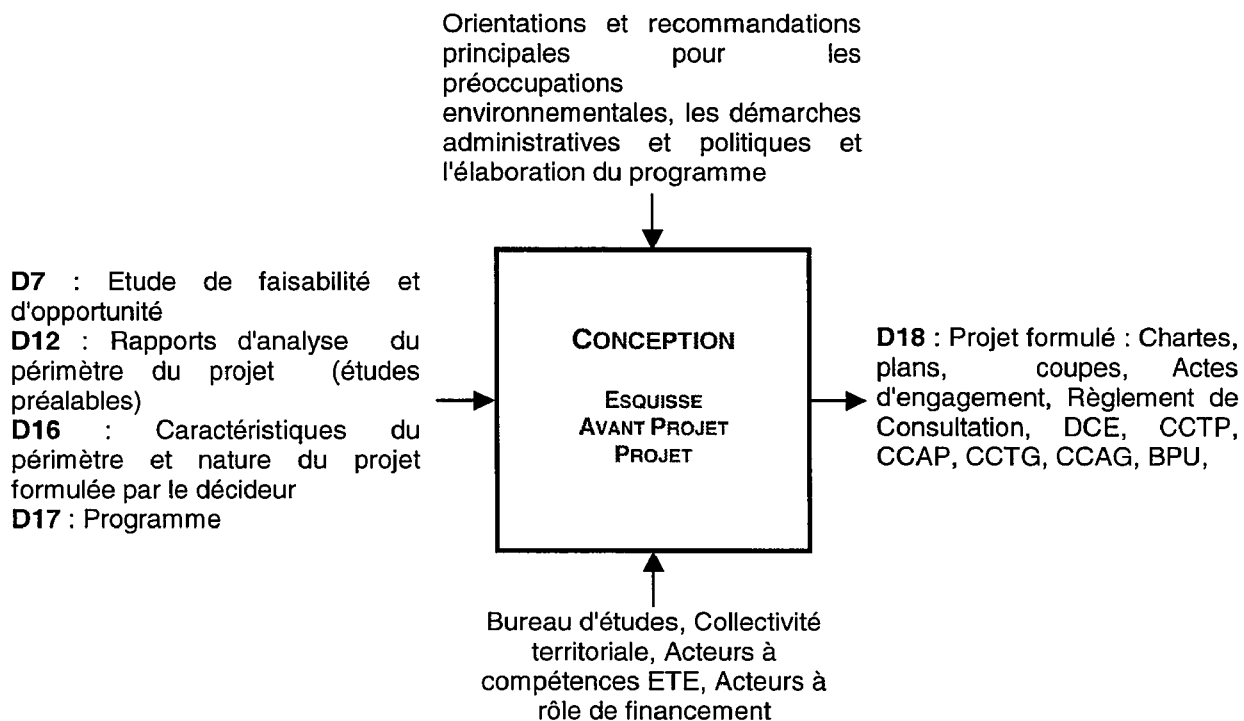 Orientations et recommandations
principales pour les
préoccupations
environnementales, les démarches
administratives et politiques et
l'élaboration du programme
D7 : Etude de faisabilité et
d'opportunité
D12 : Rapports d'analyse du
périmètre du projet (études
préalables)
D16 : Caractéristiques du
périmètre et nature du projet
formulée par le décideur
D17 : Programme
CONCEPTION
ESQUISSE
AVANT PROJET
PROJET
D18 : Projet formulé : Chartes,
plans, coupes, Actes
d'engagement, Règlement de
Consultation, DCE, CCTP,
CCAP, CCTG, CCAG, BPU,
Bureau d'études, Collectivité
territoriale, Acteurs à
compétences ETE, Acteurs à
rôle de financement